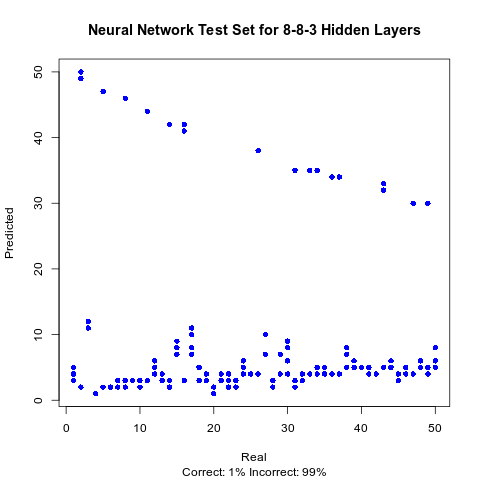 Neural Network Test Set for 8-8-3 Hidden Layers
50
40
30
20
10
0
Predicted
0 10 20 30 40 50
Real
Correct: 1% Incorrect: 99%